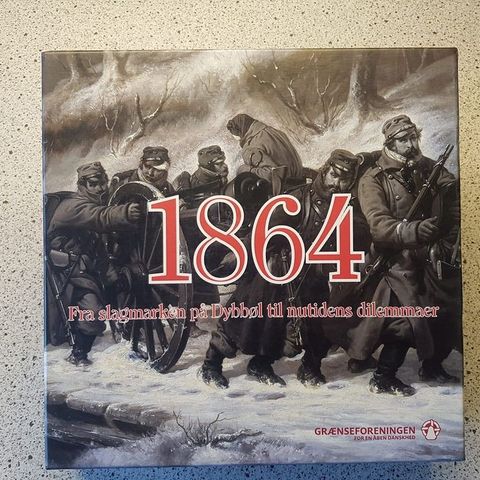 1864
Fra slagmarken på Dybbøl til nutidens dilemmaer
GRÆNSEFORENINGEN
FOR EN ÅBEN DANSKHED